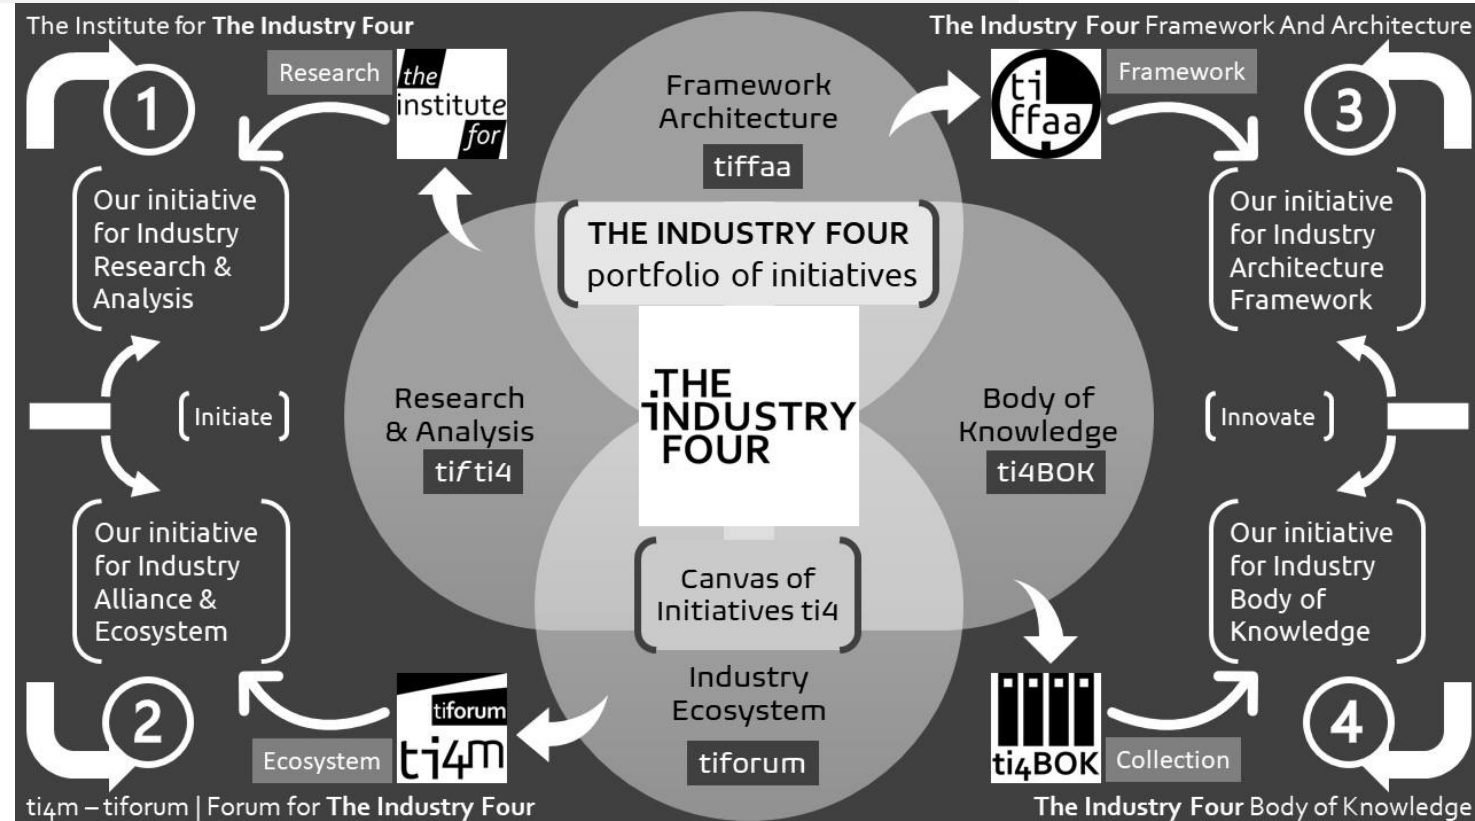 The Institute for The Industry Four
The Industry Four Framework And Architecture
1
Research
the
institute
for
Our initiative
for Industry
Research &
Analysis
Framework
Architecture
tiffaa
THE INDUSTRY FOUR
portfolio of initiatives
ti
ffaa
Framework
3
Our initiative
for Industry
Architecture
Framework
[Initiate]
Research
& Analysis
tifti4
.THE
INDUSTRY
FOUR
Body of
Knowledge
ti4BOK
[Innovate]
Our initiative
for Industry
Alliance &
Ecosystem
Canvas of
Initiatives ti4
Industry
Ecosystem
tiforum
Our initiative
for Industry
Body of
Knowledge
2
Ecosystem
tiforum
ti4m
ti4BOK
Collection
4
ti4m – tiforum | Forum for The Industry Four
The Industry Four Body of Knowledge